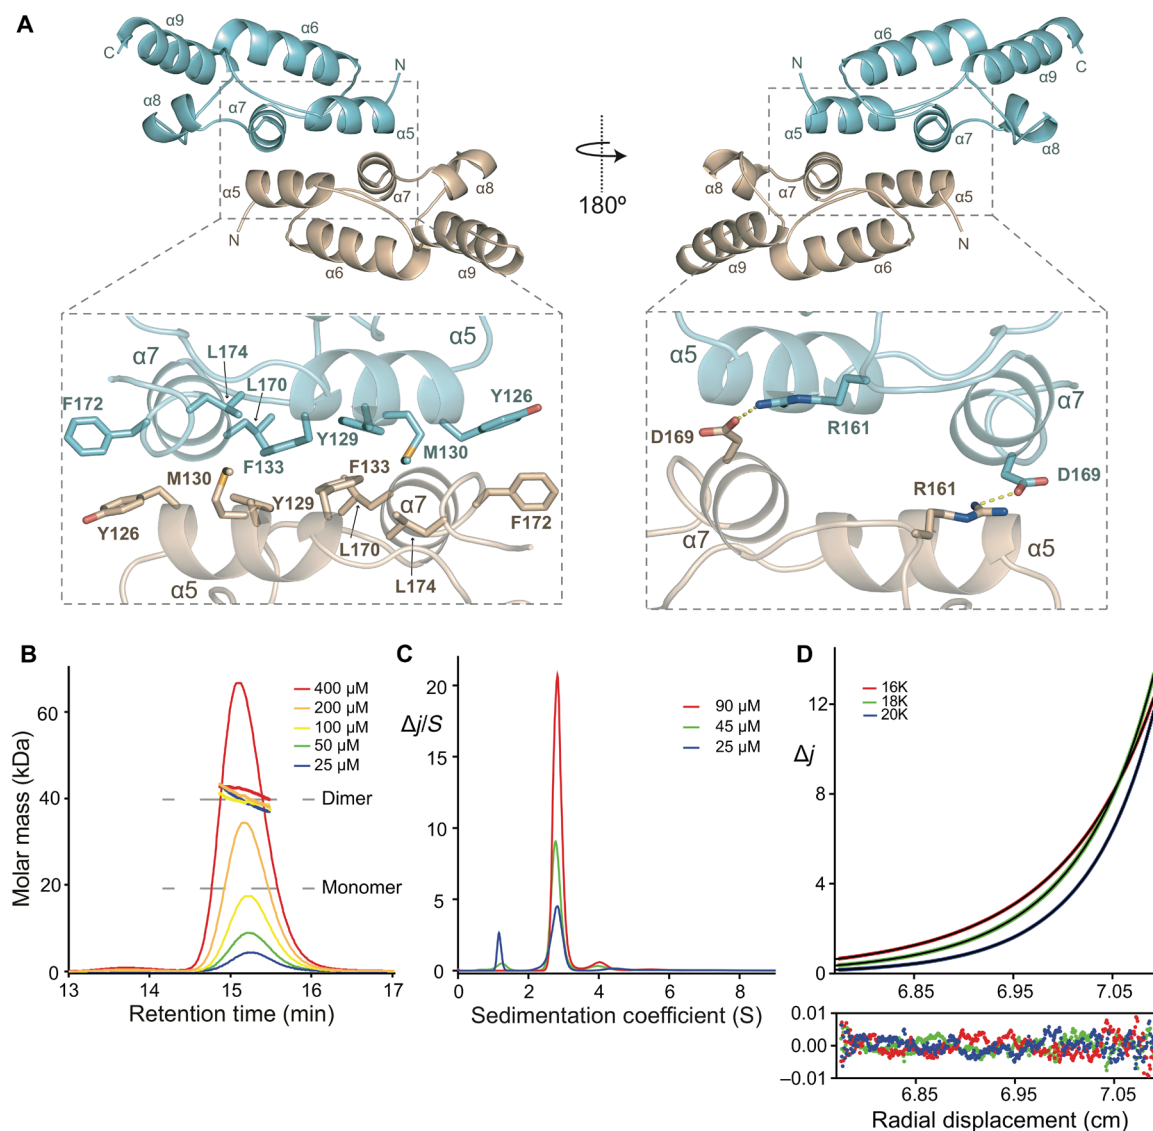 A
α9
α6
C
N
α8
α7
α5
α5
α7
α8
N
α6
α9
180º
α6
N
α9
C
α5
α7
α8
α8
α7
α5
N
α9
α6
α7
L174
α5
L170
F172
Y126
Y129
F133
M130
M130
F133
Y129
α7
Y126
F172
L170
α5
L174
α5
α7
D169
R161
D169
R161
α7
α5
B
400 µM
200 µM
100 µM
50 µM
25 µM
Molar mass (kDa)
60
40
20
0
Dimer
Monomer
13
14
15
16
17
Retention time (min)
C
Δj/S
90 µM
45 µM
25 µM
20
15
10
5
0
0
2
4
6
8
Sedimentation coefficient (S)
D
16K
18K
20K
Δj
12
8
4
0
6.85
6.95
7.05
0.01
0.00
–0.01
6.85
6.95
7.05
Radial displacement (cm)